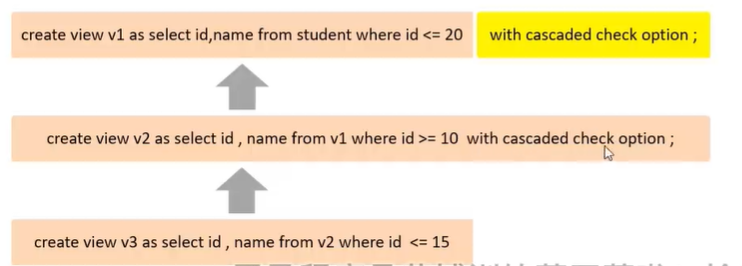 create view v1 as select id,name from student where id <= 20 with cascaded check option ;
create view v2 as select id , name from v1 where id >= 10 with cascaded check option ;
create view v3 as select id , name from v2 where id <= 15